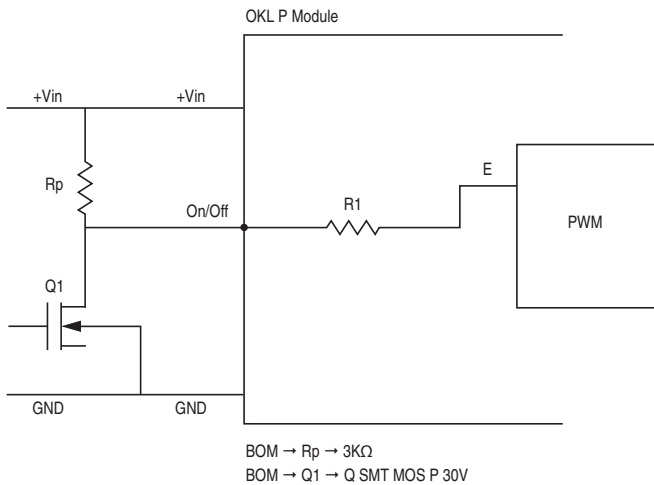 OKL P Module
+Vin
+Vin
Rp
On/Off
R1
E
PWM
Q1
GND
GND
BOM → Rp → 3KΩ
BOM → Q1 → Q SMT MOS P 30V